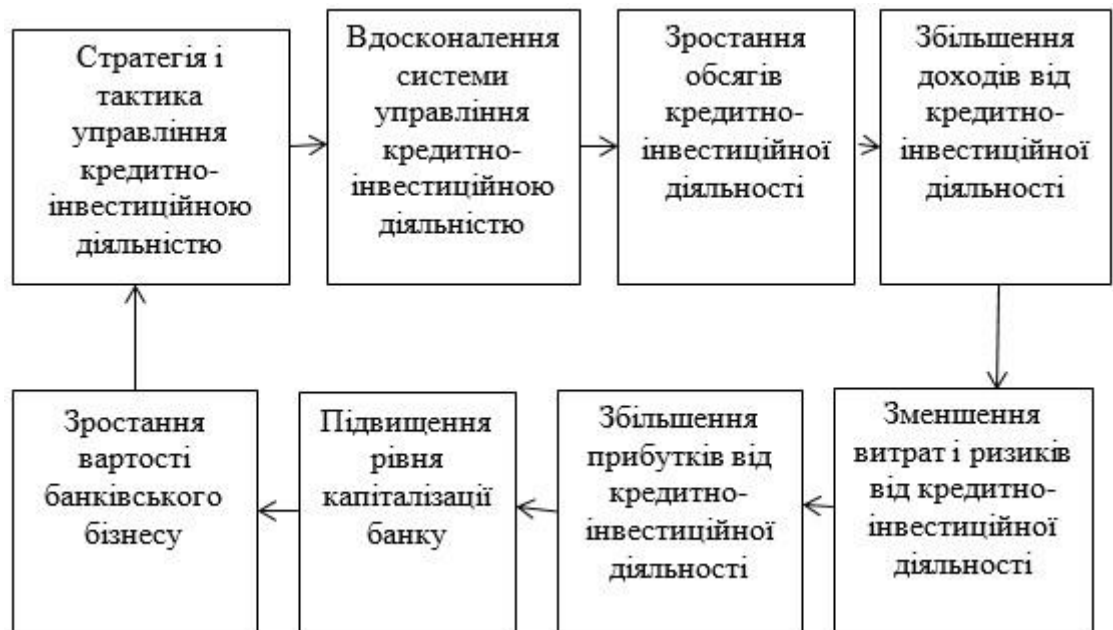 Стратегія і
тактика
управління
кредитно-
інвестиційною
діяльністю
Вдосконалення
системи
управління
кредитно-
інвестиційною
діяльністю
Зростання
обсягів
кредитно-
інвестиційної
діяльності
Збільшення
доходів від
кредитно-
інвестиційної
діяльності
Зменшення
витрат і ризиків
від кредитно-
інвестиційної
діяльності
Збільшення
прибутків від
кредитно-
інвестиційної
діяльності
Підвищення
рівня
капіталізації
банку
Зростання
вартості
банківського
бізнесу